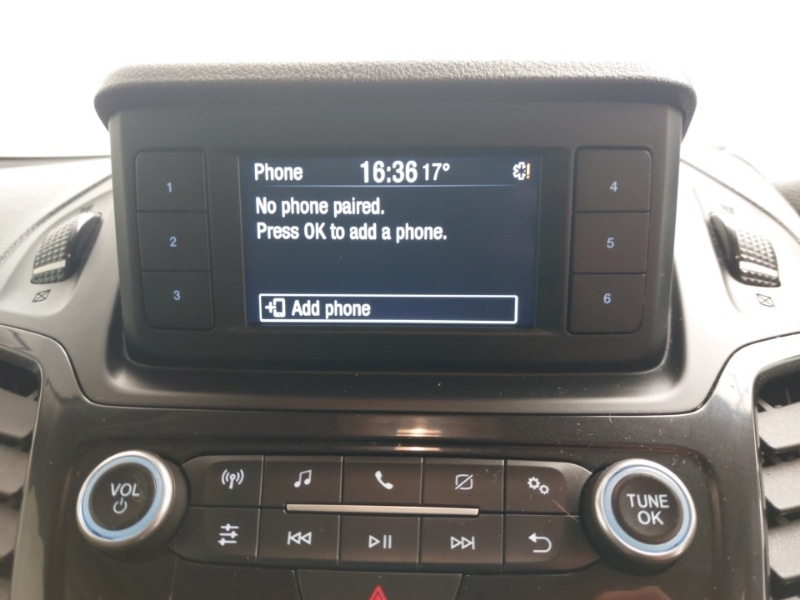 Phone 16:36 17°
No phone paired.
Press OK to add a phone.
Add phone
1
2
3
4
5
6
VOL
TUNE
OK